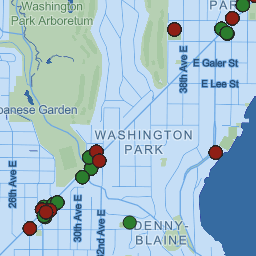 Washington
Park Arboretum
PAR
38th Ave E
E Galer St
E Lee St
panese Garden
WASHINGTON
PARK
26th Ave E
30th Ave E
32nd Ave E
DENNY-
BLAINE